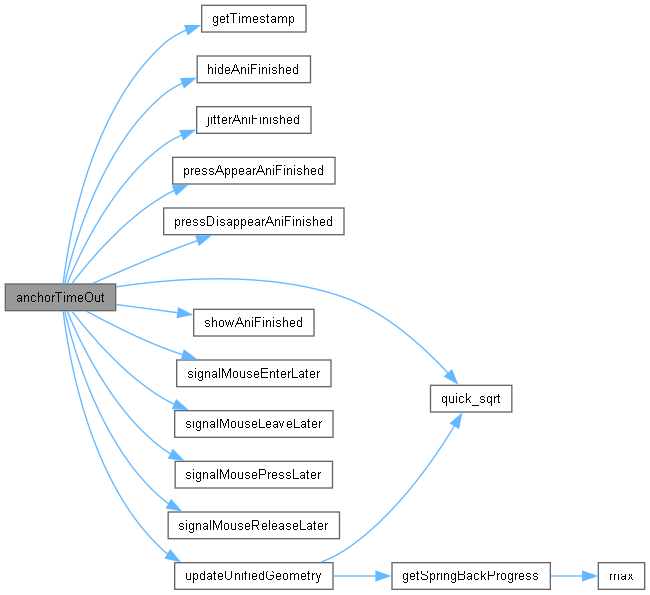 getTimestamp
hideAniFinished
jitterAniFinished
pressAppearAniFinished
pressDisappearAniFinished
anchorTimeOut
showAniFinished
signalMouseEnterLater
quick_sqrt
signalMouseLeaveLater
signalMousePressLater
signalMouseReleaseLater
updateUnifiedGeometry
getSpringBackProgress
max